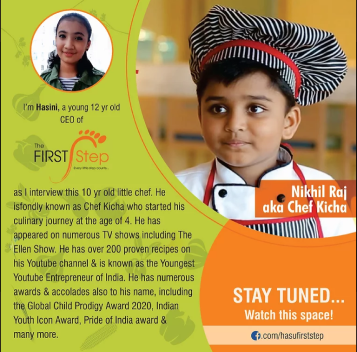 I'm Hasini, a young 12 yr old
CEO of
The
FIRST Step
as I interview this 10 yr old little chef. He
isfondly known as Chef Kicha who started his
culinary journey at the age of 4. He has
appeared on numerous TV shows including The
Ellen Show. He has over 200 proven recipes on
his Youtube channel & is known as the Youngest
Youtube Entrepreneur of India. He has numerous
awards & accolades also to his name, including
the Global Child Prodigy Award 2020, Indian
Youth Icon Award, Pride of India award &
many more.
Nikhil Raj
aka Chef Kicha
STAY TUNED...
Watch this space!
f.com/hasufirststep